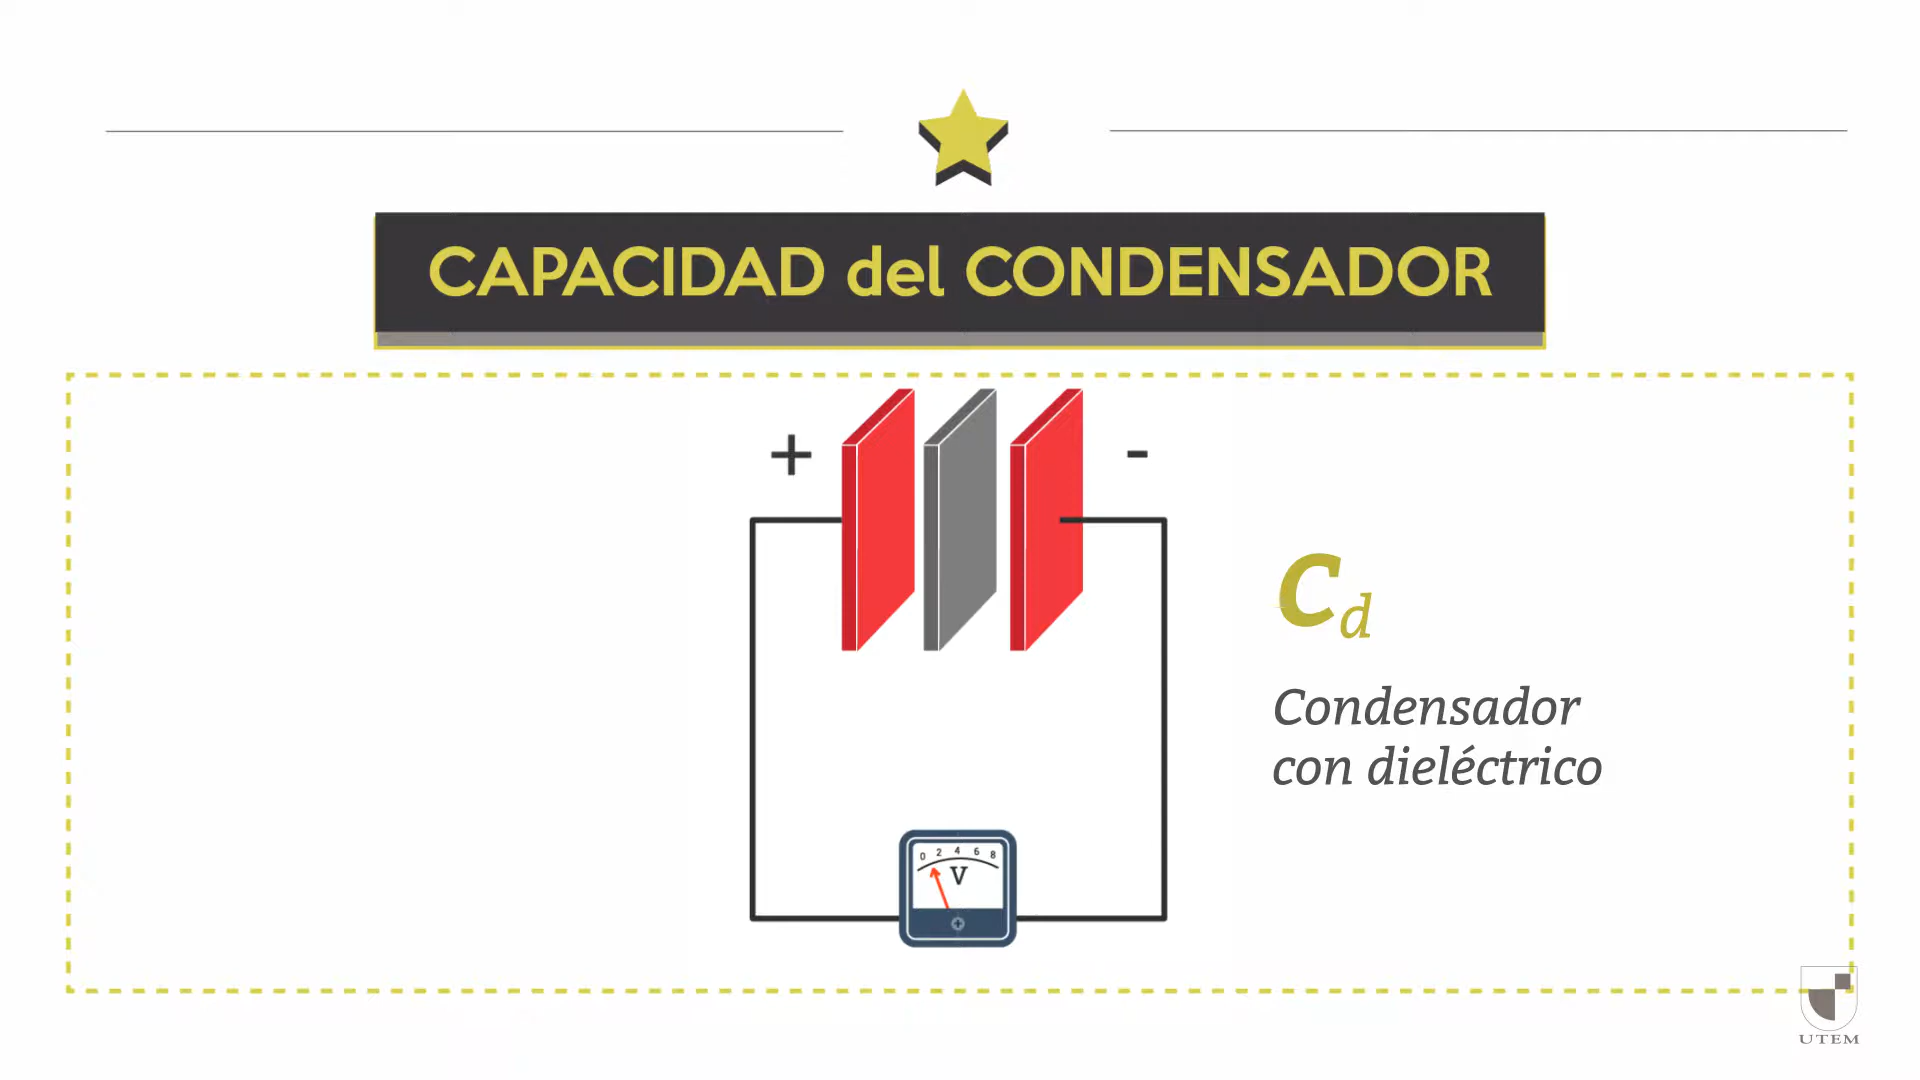 CAPACIDAD del CONDENSADOR
+ -
Cd
Condensador
con dieléctrico
0 2 4 6 8
V
UTEM